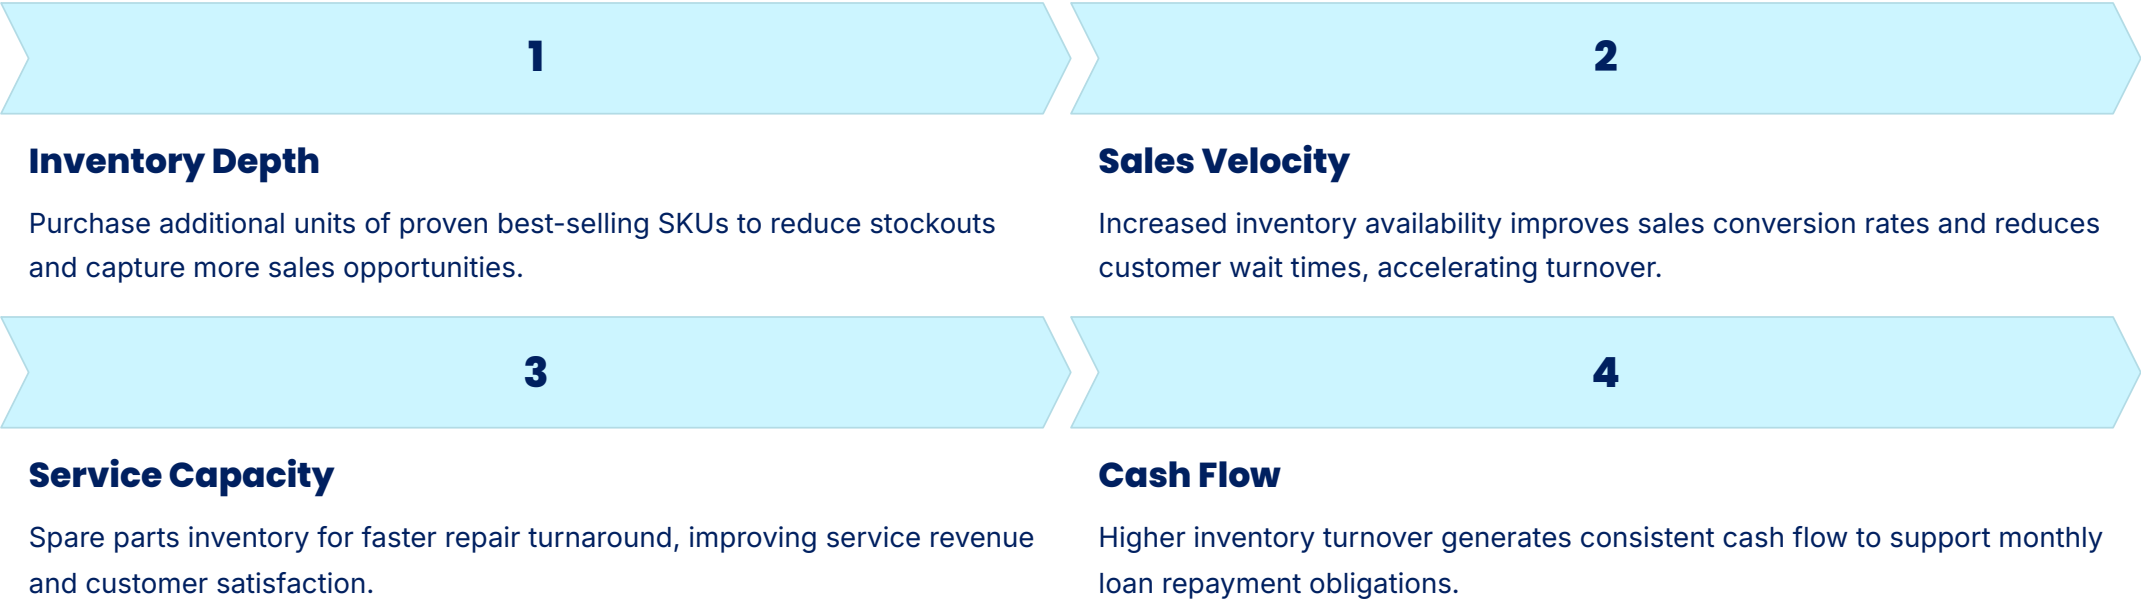 1
Inventory Depth
Purchase additional units of proven best-selling SKUs to reduce stockouts
and capture more sales opportunities.
2
Sales Velocity
Increased inventory availability improves sales conversion rates and reduces
customer wait times, accelerating turnover.
3
Service Capacity
Spare parts inventory for faster repair turnaround, improving service revenue
and customer satisfaction.
4
Cash Flow
Higher inventory turnover generates consistent cash flow to support monthly
loan repayment obligations.